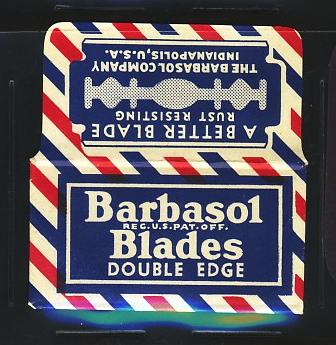 A BETTER BLADE
RUST RESISTING
THE BARBASOL COMPANY
INDIANAPOLIS, U.S.A.
Barbasol
REG. U.S. PAT. OFF.
Blades
DOUBLE EDGE